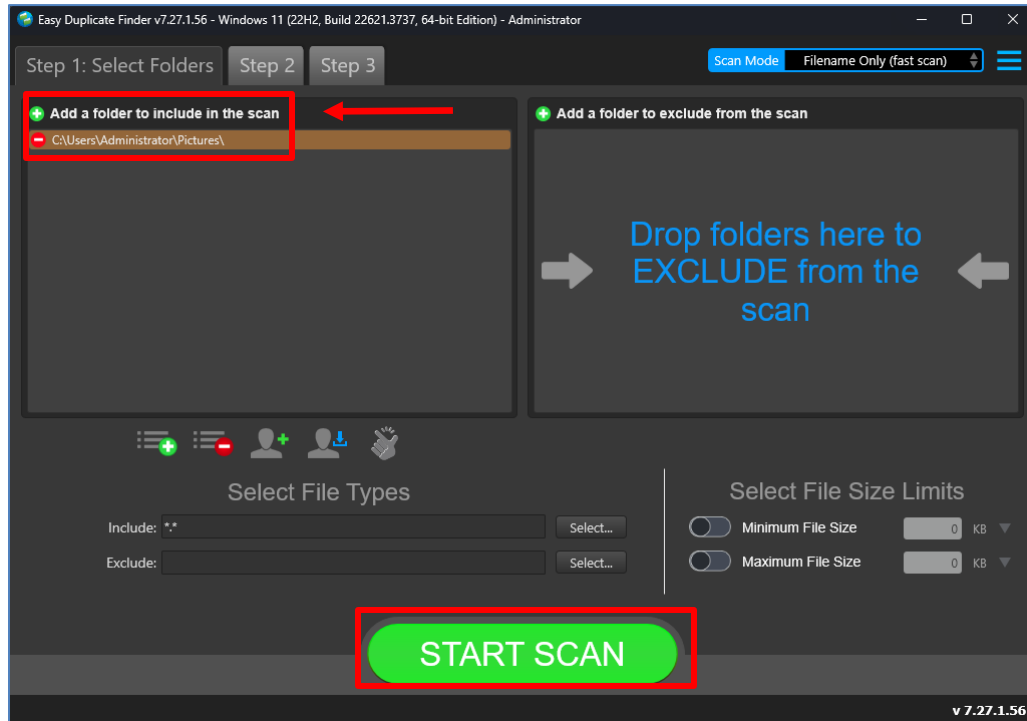 Easy Duplicate Finder v7.27.1.56 - Windows 11 (22H2, Build 22621.3737, 64-bit Edition) - Administrator
Step 1: Select Folders
Step 2
Step 3
Scan Mode
Filename Only (fast scan)
Add a folder to include in the scan
C:\Users\Administrator\Pictures\
Add a folder to exclude from the scan
Drop folders here to
EXCLUDE from the
scan
Select File Types
Include: *.*
Select...
Exclude:
Select...
Select File Size Limits
Minimum File Size
0 KB
Maximum File Size
0 KB
START SCAN
v 7.27.1.56